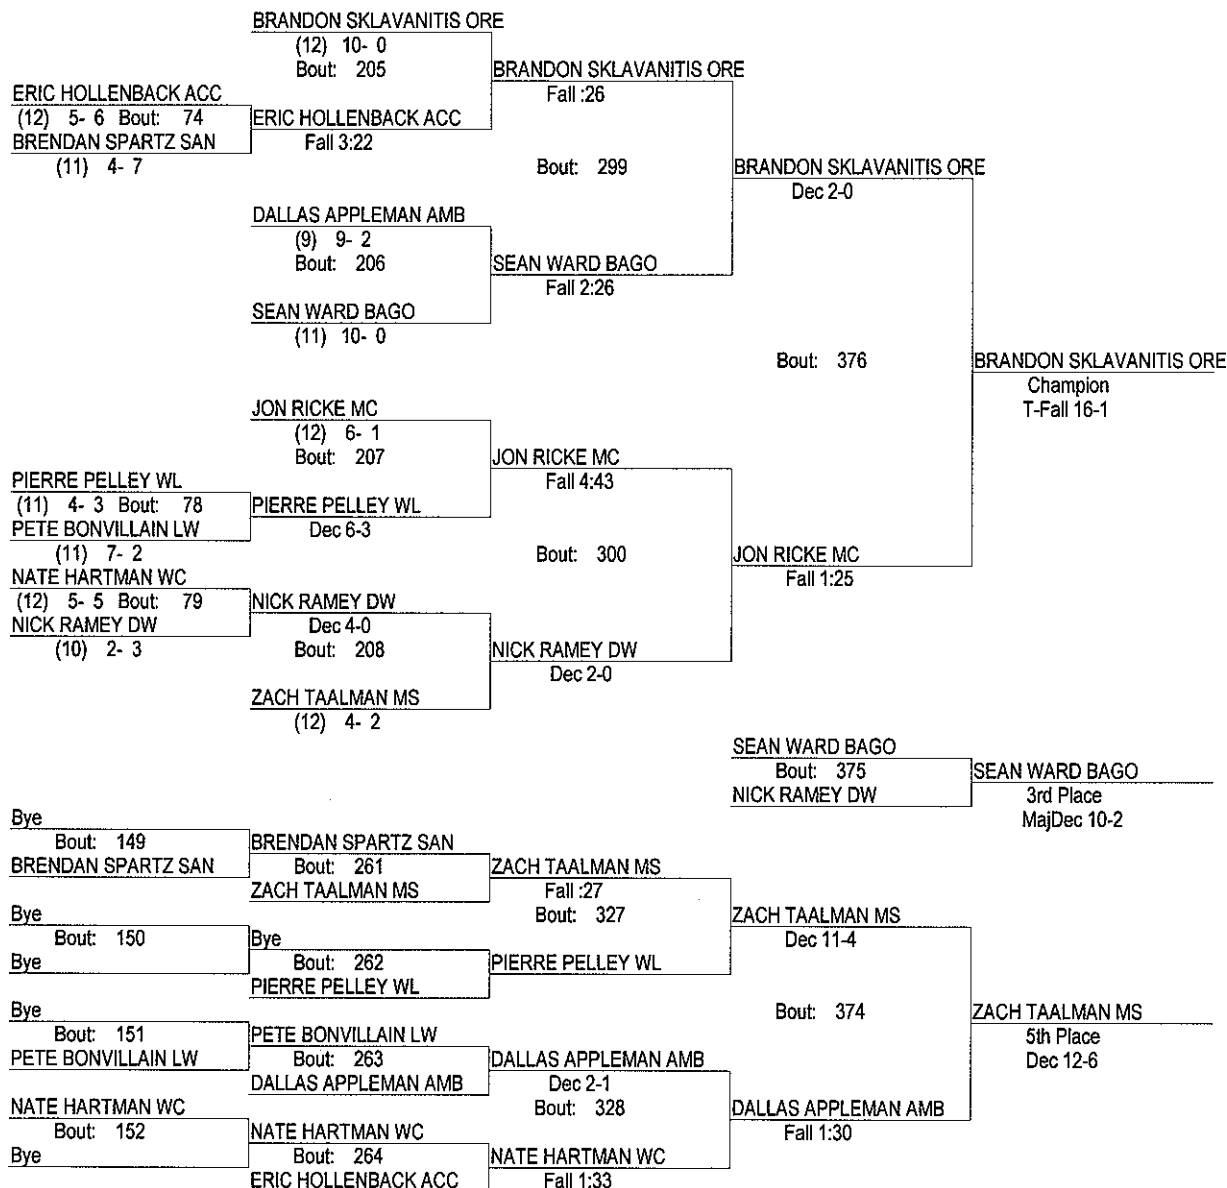 BRANDON SKLAVANITIS ORE
(12) 10- 0
Bout: 205
BRANDON SKLAVANITIS ORE
Fall :26
ERIC HOLLENBACK ACC
(12) 5- 6 Bout: 74
ERIC HOLLENBACK ACC
BRENDAN SPARTZ SAN
Fall 3:22
(11) 4- 7
Bout: 299
BRANDON SKLAVANITIS ORE
Dec 2-0
DALLAS APPLEMAN AMB
(9) 9- 2
Bout: 206
SEAN WARD BAGO
Fall 2:26
SEAN WARD BAGO
(11) 10- 0
Bout: 376
BRANDON SKLAVANITIS ORE
Champion
T-Fall 16-1
JON RICKE MC
(12) 6- 1
Bout: 207
JON RICKE MC
Fall 4:43
PIERRE PELLEY WL
(11) 4- 3 Bout: 78
PIERRE PELLEY WL
PETE BONVILLAIN LW
Dec 6-3
(11) 7- 2
Bout: 300
JON RICKE MC
Fall 1:25
NATE HARTMAN WC
(12) 5- 5 Bout: 79
NICK RAMEY DW
NICK RAMEY DW
Dec 4-0
(10) 2- 3
Bout: 208
NICK RAMEY DW
Dec 2-0
ZACH TAALMAN MS
(12) 4- 2
SEAN WARD BAGO
Bout: 375
SEAN WARD BAGO
NICK RAMEY DW
3rd Place
MajDec 10-2
Bye
Bout: 149
BRENDAN SPARTZ SAN
BRENDAN SPARTZ SAN
Bout: 261
ZACH TAALMAN MS
ZACH TAALMAN MS
Fall :27
Bout: 327
ZACH TAALMAN MS
Dec 11-4
Bye
Bout: 150
Bye
Bye
Bout: 262
PIERRE PELLEY WL
PIERRE PELLEY WL
Bout: 374
ZACH TAALMAN MS
5th Place
Dec 12-6
Bye
Bout: 151
PETE BONVILLAIN LW
PETE BONVILLAIN LW
Bout: 263
DALLAS APPLEMAN AMB
DALLAS APPLEMAN AMB
Dec 2-1
Bout: 328
DALLAS APPLEMAN AMB
Fall 1:30
NATE HARTMAN WC
Bout: 152
Bye
NATE HARTMAN WC
Bout: 264
ERIC HOLLENBACK ACC
NATE HARTMAN WC
Fall 1:33